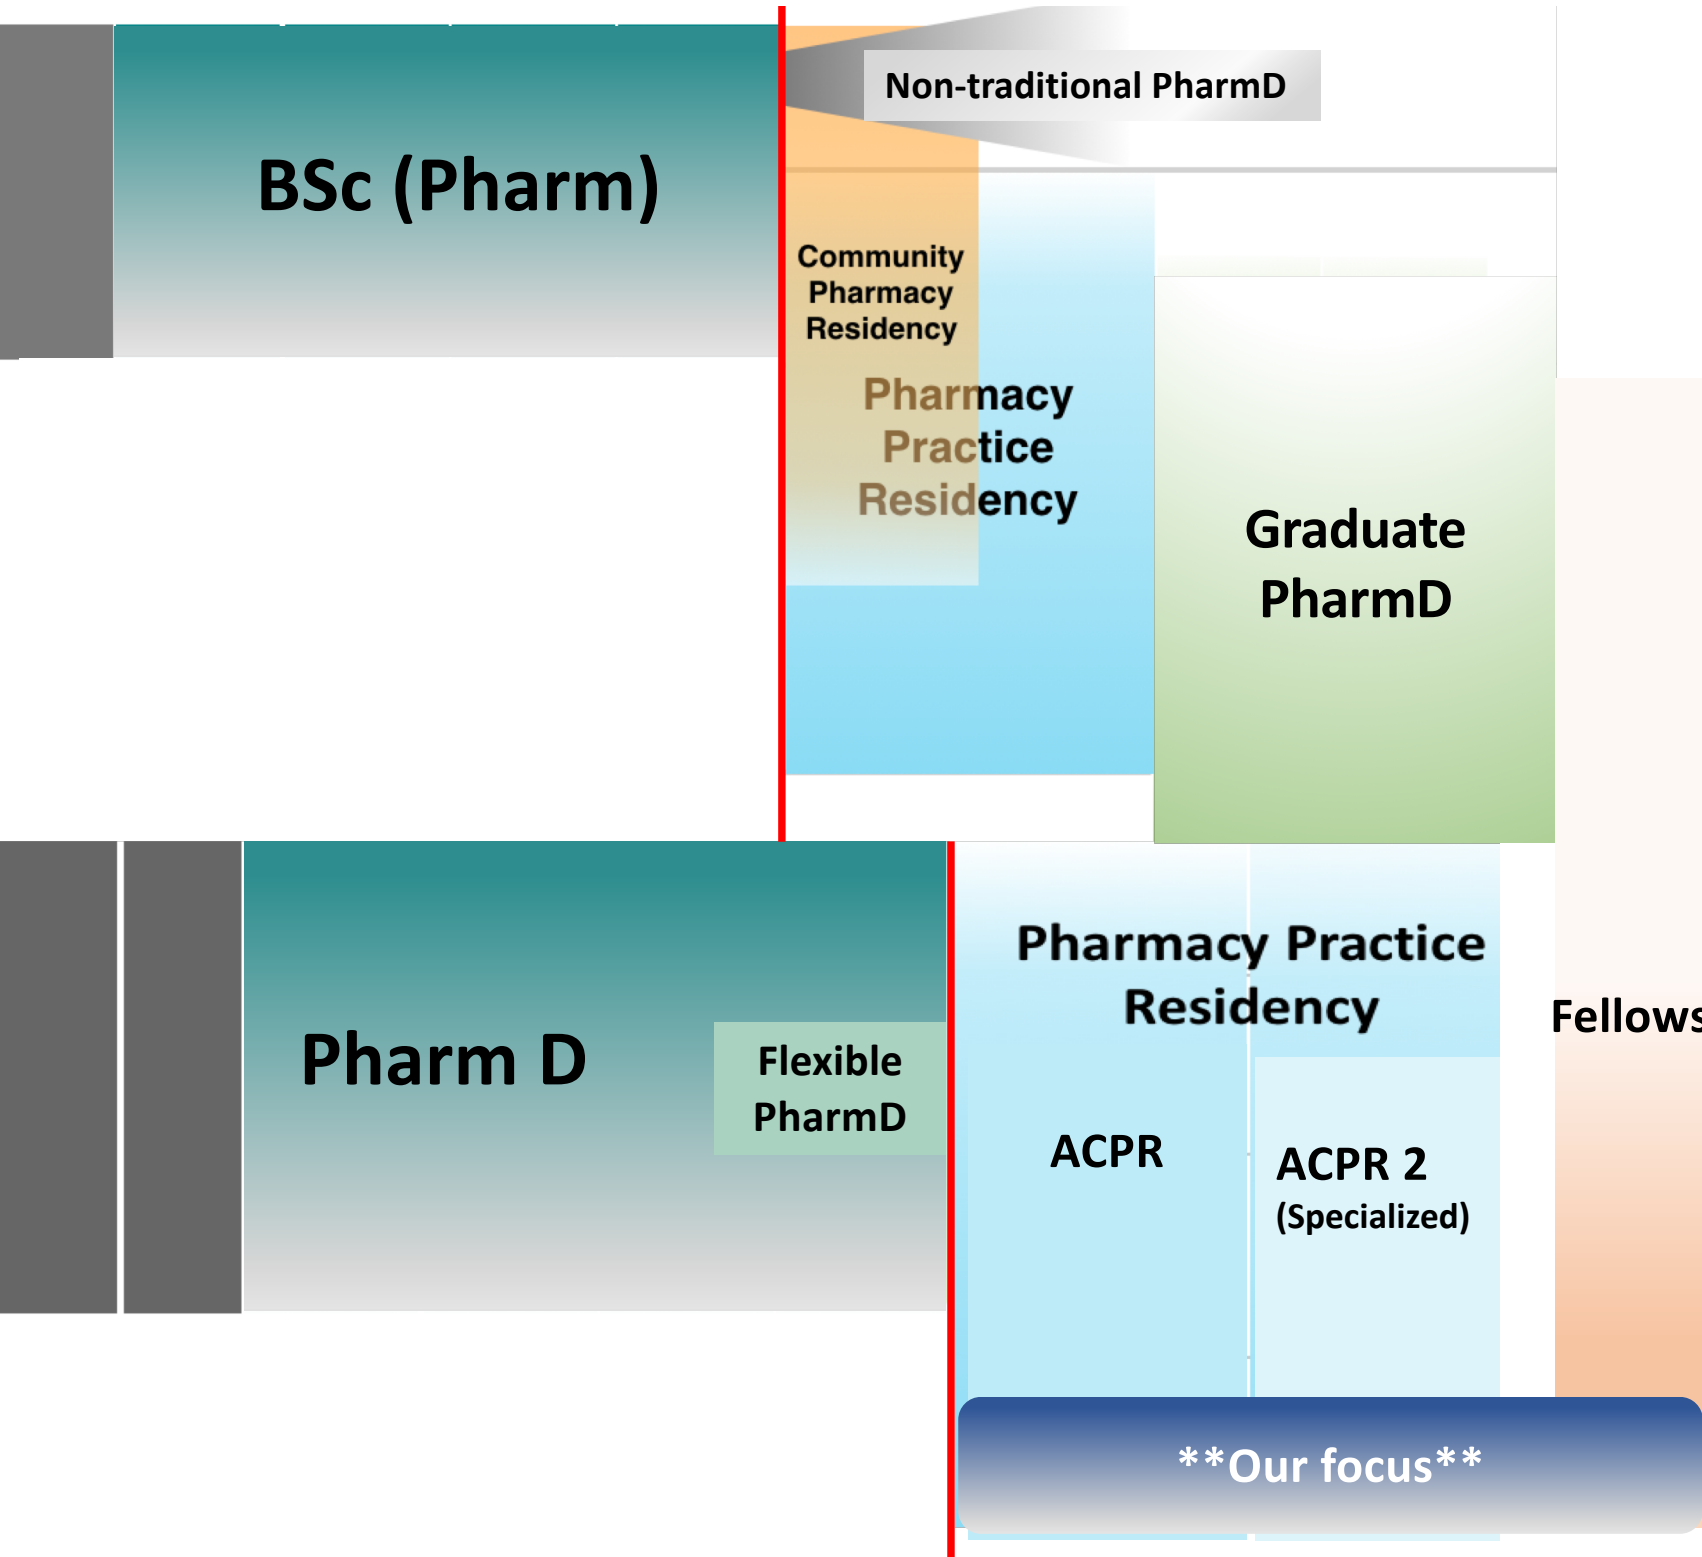 Non-traditional PharmD
BSc (Pharm)
Community
Pharmacy
Residency
Pharmacy
Practice
Residency
Graduate
PharmD
Pharmacy Practice
Residency
Fellows
Pharm D
Flexible
PharmD
ACPR
ACPR 2
(Specialized)
**Our focus**